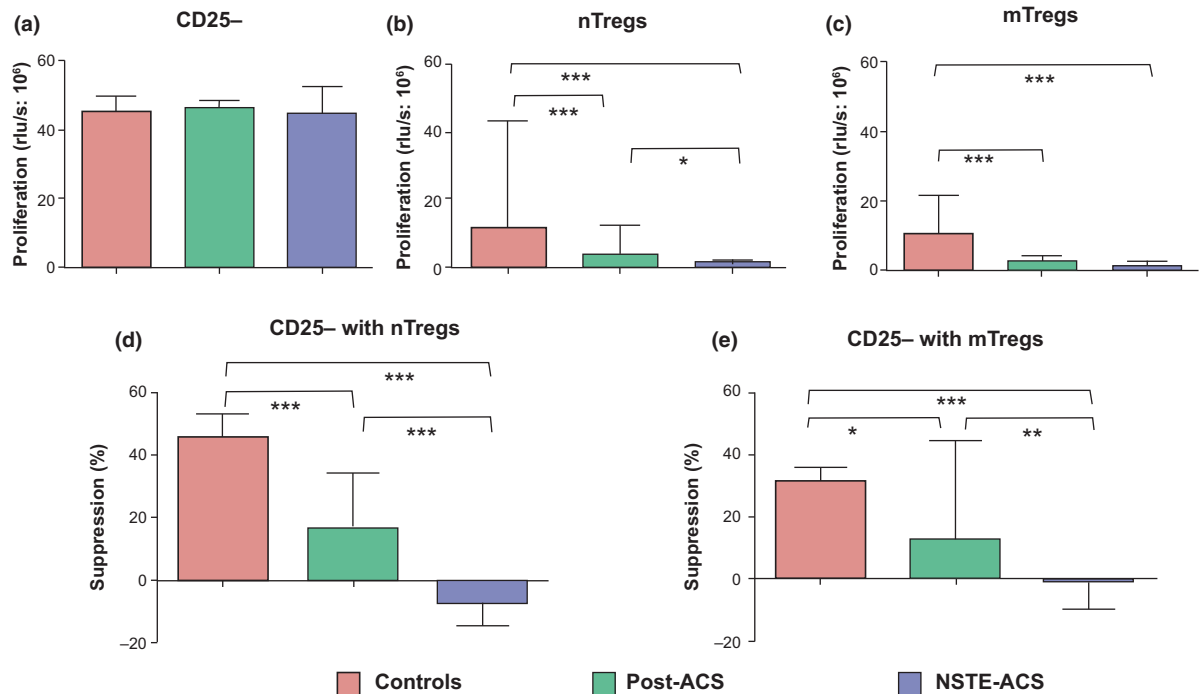 (a)
CD25–
Proliferation (rlu/s: 10⁶)
60
40
20
0
(b)
nTregs
Proliferation (rlu/s: 10⁶)
60
40
20
0
***
***
*
(c)
mTregs
Proliferation (rlu/s: 10⁶)
60
40
20
0
***
***
(d)
CD25– with nTregs
Suppression (%)
60
40
20
0
–20
***
***
***
(e)
CD25– with mTregs
Suppression (%)
60
40
20
0
–20
***
*
**
Controls
Post-ACS
NSTE-ACS